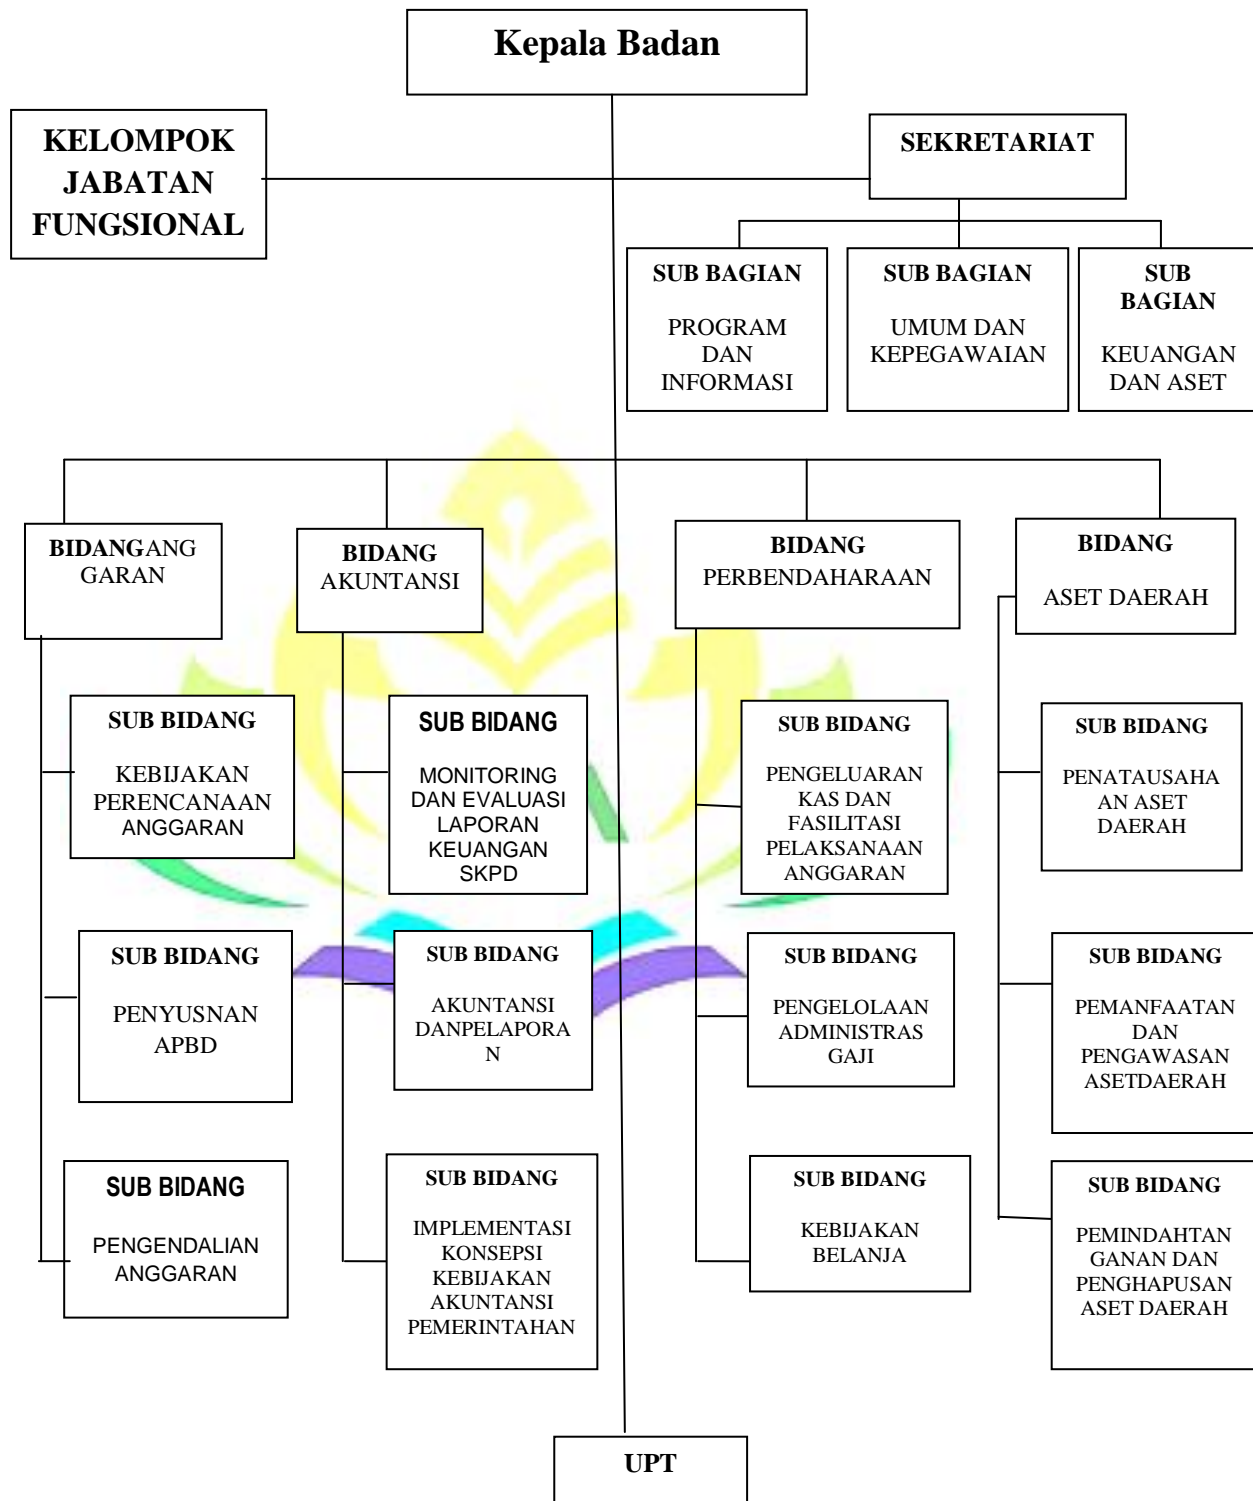 Kepala Badan
KELOMPOK
JABATAN
FUNGSIONAL
SEKRETARIAT
SUB BAGIAN
PROGRAM
DAN
INFORMASI
SUB BAGIAN
UMUM DAN
KEPEGAWAIAN
SUB
BAGIAN
KEUANGAN
DAN ASET
BIDANGANG
GARAN
BIDANG
AKUNTANSI
BIDANG
PERBENDAHARAAN
BIDANG
ASET DAERAH
SUB BIDANG
KEBIJAKAN
PERENCANAAN
ANGGARAN
SUB BIDANG
MONITORING
DAN EVALUASI
LAPORAN
KEUANGAN
SKPD
SUB BIDANG
PENGELUARAN
KAS DAN
FASILITASI
PELAKSANAAN
ANGGARAN
SUB BIDANG
PENATAUSAHA
AN ASET
DAERAH
SUB BIDANG
PENYUSNAN
APBD
SUB BIDANG
AKUNTANSI
DANPELAPORA
N
SUB BIDANG
PENGELOLAAN
ADMINISTRAS
GAJI
SUB BIDANG
PEMANFAATAN
DAN
PENGAWASAN
ASETDAERAH
SUB BIDANG
PENGENDALIAN
ANGGARAN
SUB BIDANG
IMPLEMENTASI
KONSEPSI
KEBIJAKAN
AKUNTANSI
PEMERINTAHAN
SUB BIDANG
KEBIJAKAN
BELANJA
SUB BIDANG
PEMINDAHTAN
GANAN DAN
PENGHAPUSAN
ASET DAERAH
UPT